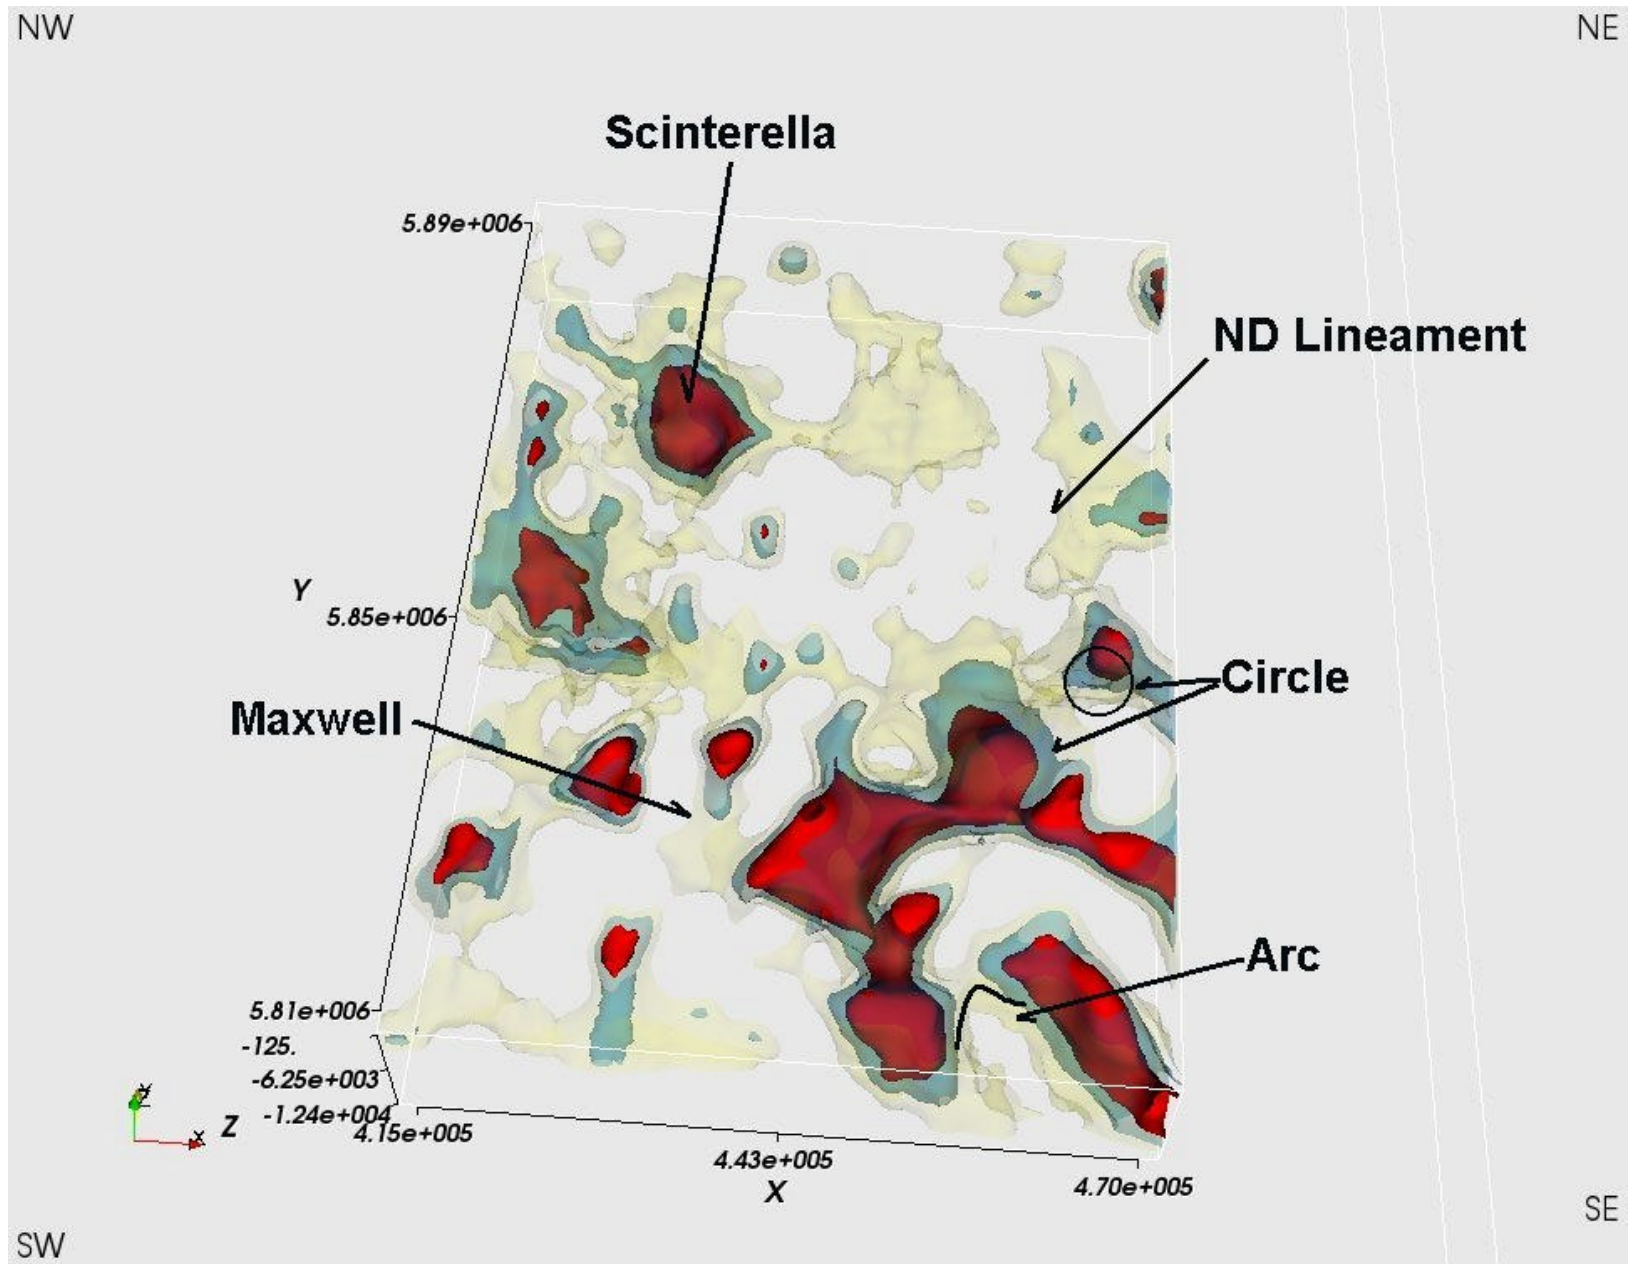 NW
NE
Scinterella
5.89e+006
ND Lineament
Y
5.85e+006
Circle
Maxwell
Arc
5.81e+006
-125.
-6.25e+003
-1.24e+004
Z
4.15e+005
4.43e+005
X
4.70e+005
X
SE
SW